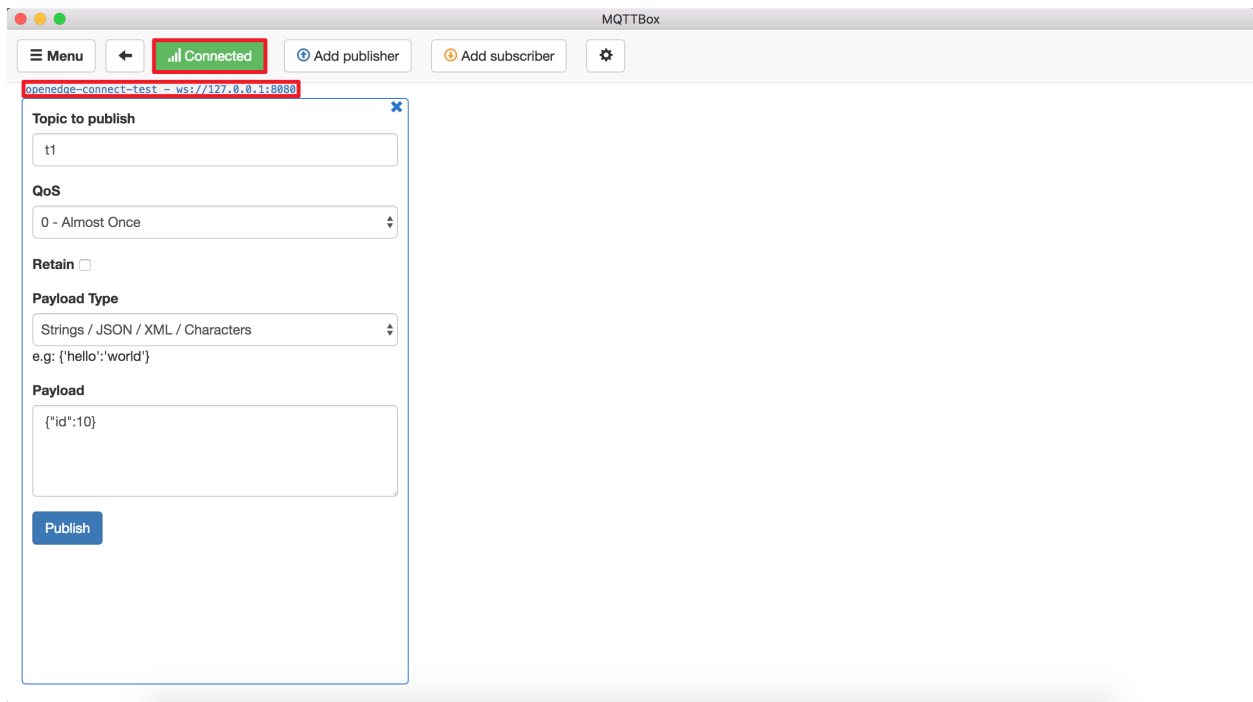 MQTTBox
Menu
Connected
Add publisher
Add subscriber
openedge-connect-test - ws://127.0.0.1:8080
Topic to publish
t1
QoS
0 - Almost Once
Retain
Payload Type
Strings / JSON / XML / Characters
e.g: {'hello':'world'}
Payload
{"id":10}
Publish